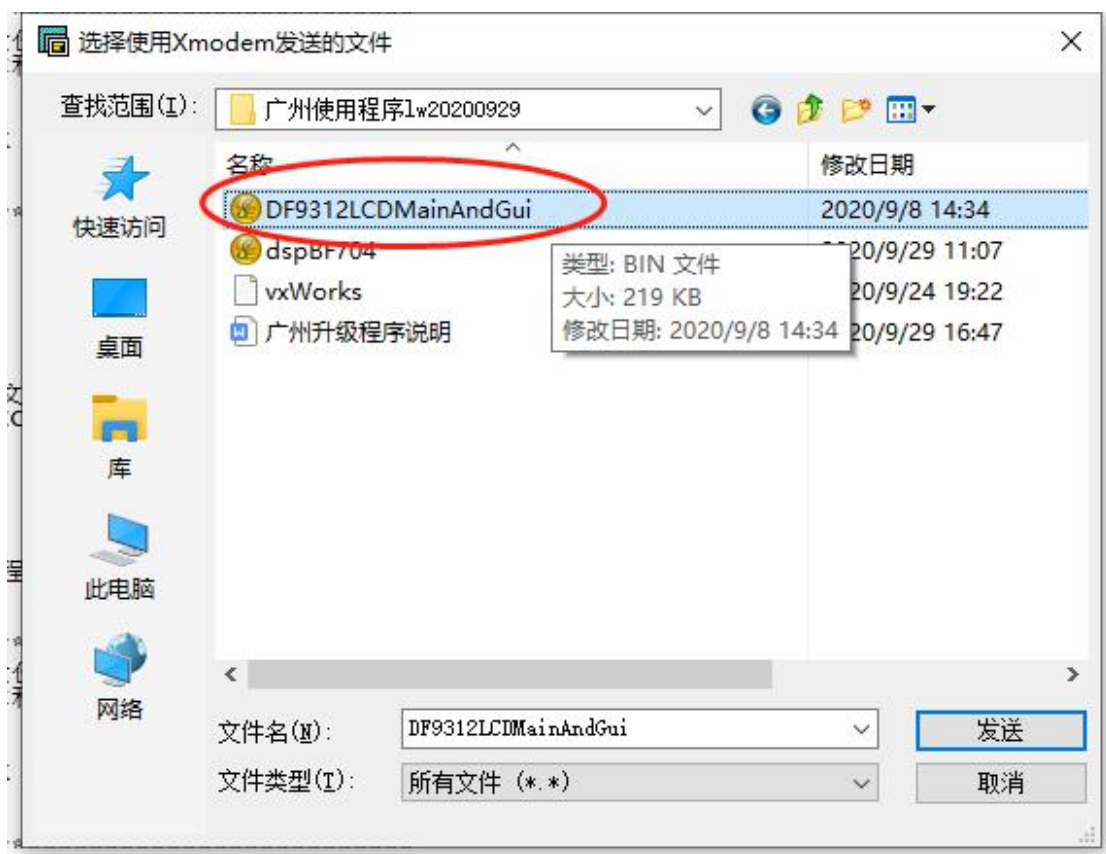 选择使用Xmodem发送的文件
查找范围(I):
广州使用程序lw20200929
名称
修改日期
DF9312LCDMainAndGui
2020/9/8 14:34
dspBF704
20/9/29 11:07
vxWorks
20/9/24 19:22
广州升级程序说明
20/9/29 16:47
类型: BIN 文件
大小: 219 KB
修改日期: 2020/9/8 14:34
快速访问
桌面
库
此电脑
网络
文件名(N):
DF9312LCDMainAndGui
发送
文件类型(T):
所有文件 (*.*)
取消